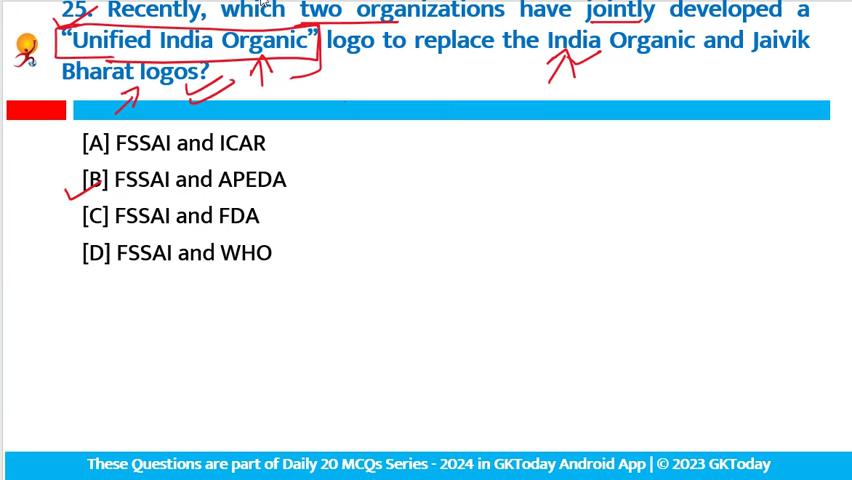 25. Recently, which two organizations have jointly developed a
“Unified India Organic” logo to replace the India Organic and Jaivik
Bharat logos?
[A] FSSAI and ICAR
[B] FSSAI and APEDA
[C] FSSAI and FDA
[D] FSSAI and WHO
These Questions are part of Daily 20 MCQs Series - 2024 in GKToday Android App | © 2023 GKToday